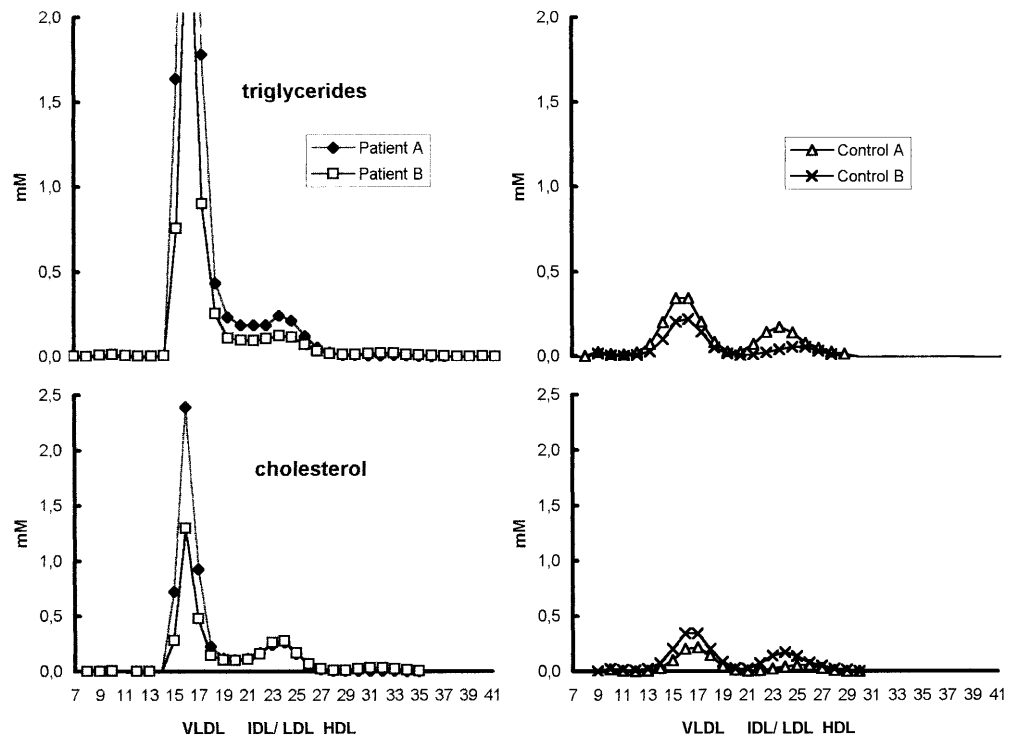 2,0
1,5
1,0
0,5
0,0
mM
triglycerides
Patient A
Patient B
2,0
1,5
1,0
0,5
0,0
mM
Control A
Control B
2,5
2,0
1,5
1,0
0,5
0,0
mM
cholesterol
7 9 11 13 15 17 19 21 23 25 27 29 31 33 35 37 39 41
VLDL IDL/ LDL HDL
2,5
2,0
1,5
1,0
0,5
0,0
mM
7 9 11 13 15 17 19 21 23 25 27 29 31 33 35 37 39 41
VLDL IDL/ LDL HDL